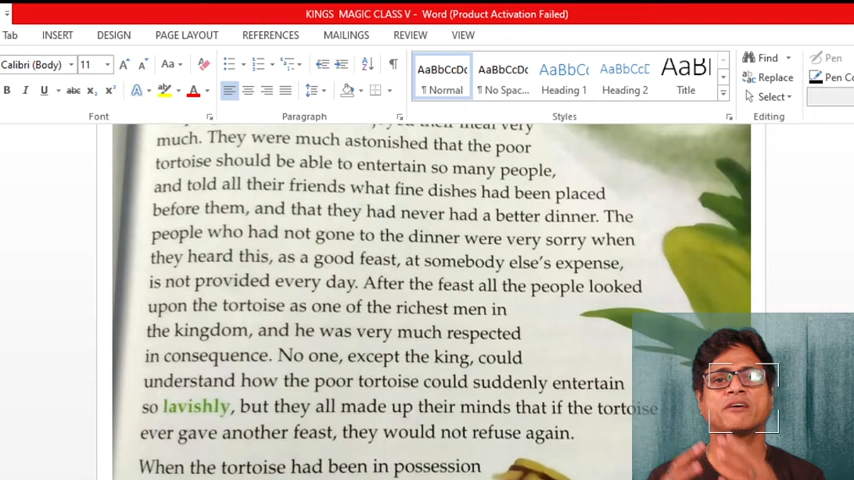 KINGS MAGIC CLASS V - Word (Product Activation Failed)
Tab INSERT DESIGN PAGE LAYOUT REFERENCES MAILINGS REVIEW VIEW
Calibri (Body) 11 Aa Find Pen
AaBbCcDc AaBbCcDc AaBbCc AaBbCcD AaBl Replace Pen Co
B I U abc x₂ x² A A ¶ Normal ¶ No Spac... Heading 1 Heading 2 Title Select
Font Paragraph Styles Editing
their meal very
much. They were much astonished that the poor
tortoise should be able to entertain so many people,
and told all their friends what fine dishes had been placed
before them, and that they had never had a better dinner. The
people who had not gone to the dinner were very sorry when
they heard this, as a good feast, at somebody else's expense,
is not provided every day. After the feast all the people looked
upon the tortoise as one of the richest men in
the kingdom, and he was very much respected
in consequence. No one, except the king, could
understand how the poor tortoise could suddenly entertain
so lavishly, but they all made up their minds that if the tortoise
ever gave another feast, they would not refuse again.
When the tortoise had been in possession